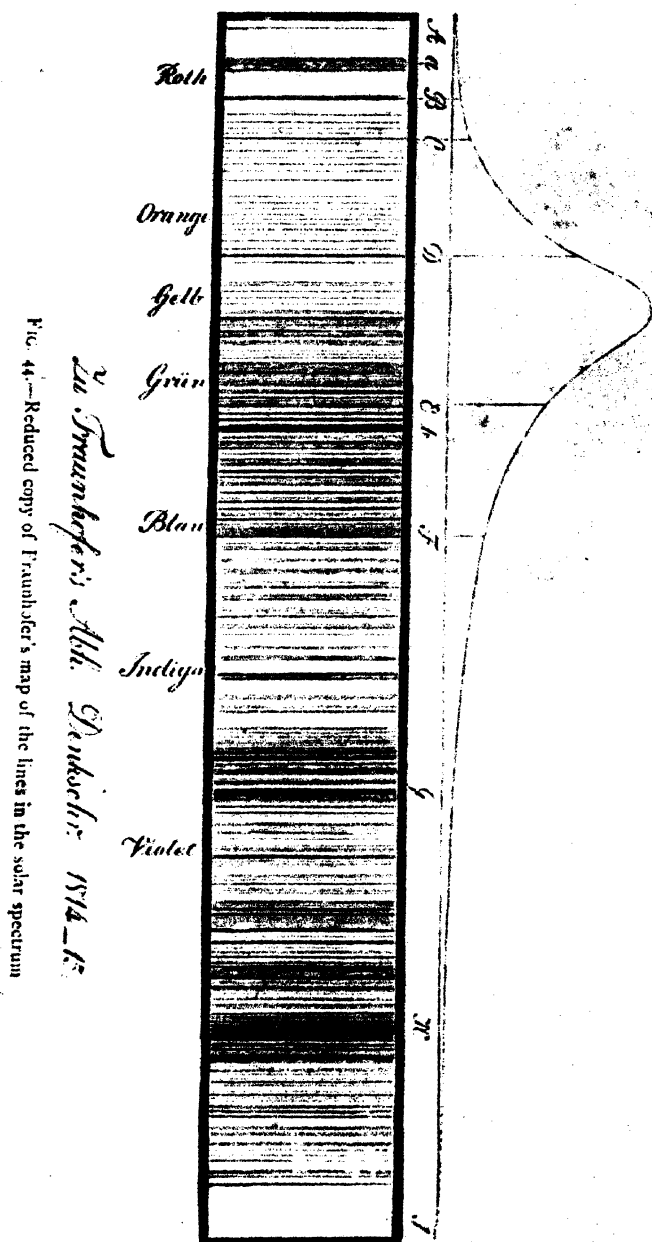 A
a
Roth
B
C
Orange
D
Gelb
Grün
E
b
Blau
F
Indigo
G
Violet
H
I
Zu Fraunhofer's Abh. Denkschr. 1814_15
FIG. 44.—Reduced copy of Fraunhofer's map of the lines in the solar spectrum